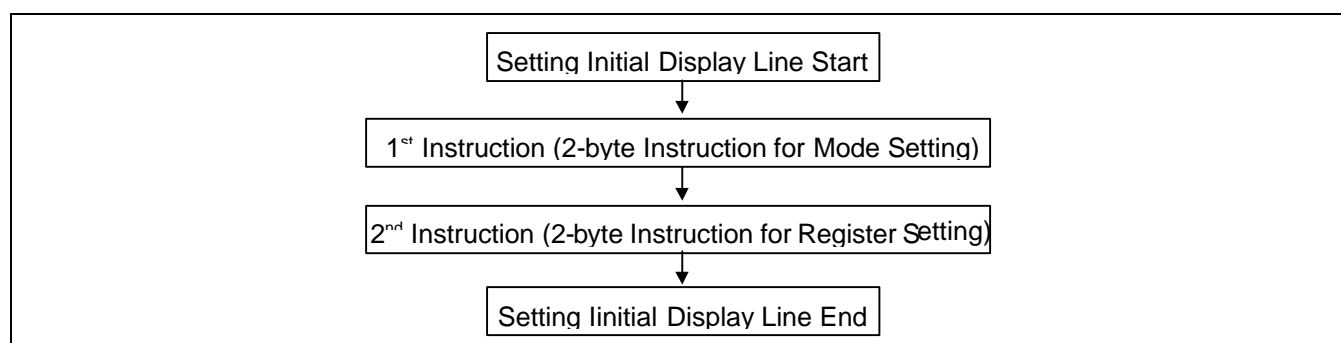 Setting Initial Display Line Start
1st Instruction (2-byte Instruction for Mode Setting)
2nd Instruction (2-byte Instruction for Register Setting)
Setting Iinitial Display Line End